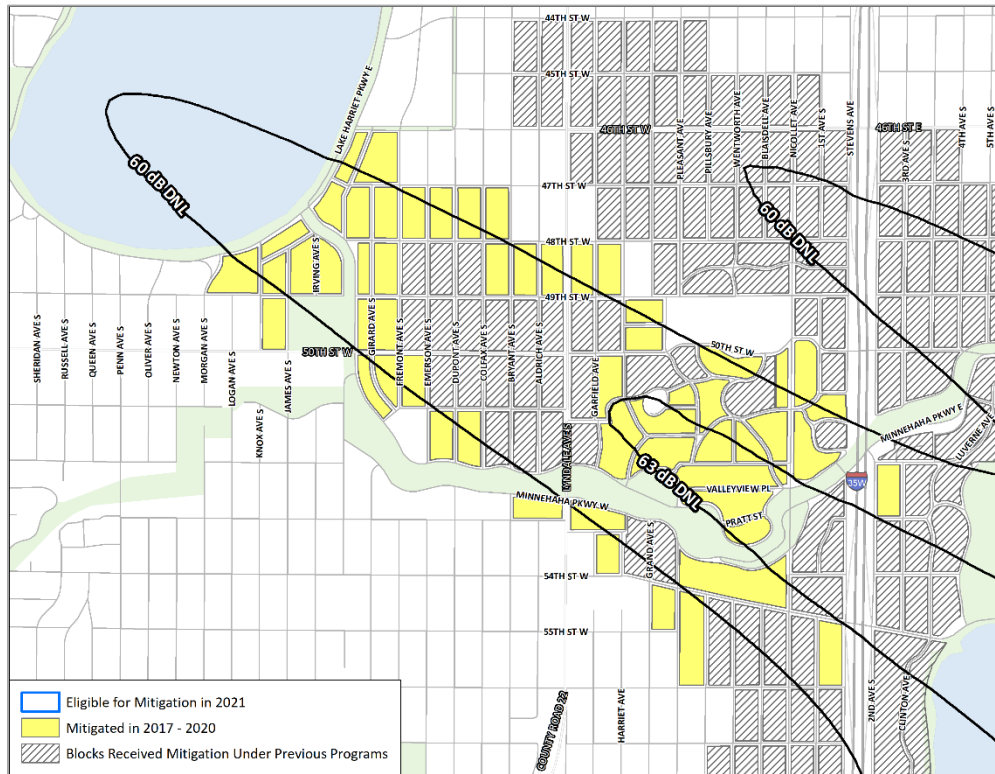 44TH ST W
45TH ST W
46TH ST W
46TH ST E
47TH ST W
48TH ST W
49TH ST W
50TH ST W
50TH ST W
54TH ST W
55TH ST W
LAKE HARRIET PKWY E
60 dB DNL
60 dB DNL
63 dB DNL
PLEASANT AVE
PILLSBURY AVE
WENTWORTH AVE
BLAISDELL AVE
NICOLLET AVE
1ST AVE S
STEVENS AVE
3RD AVE S
4TH AVE S
5TH AVE S
SHERIDAN AVE S
RUSSELL AVE S
QUEEN AVE S
PENN AVE S
OLIVER AVE S
NEWTON AVE S
MORGAN AVE S
LOGAN AVE S
KNOX AVE S
JAMES AVE S
IRVING AVE S
GIRARD AVE S
FREMONT AVE S
EMERSON AVE S
DUPONT AVE S
COLFAX AVE S
BRYANT AVE S
ALDRICH AVE S
LYNDALE AVE S
GARFIELD AVE
MINNEHAHA PKWY E
LUVERNE AVE
35W
VALLEYVIEW PL
PRATT ST
MINNEHAHA PKWY W
GRAND AVE S
HARRIET AVE
COUNTY ROAD 22
2ND AVE S
CLINTON AVE
Eligible for Mitigation in 2021
Mitigated in 2017 - 2020
Blocks Received Mitigation Under Previous Programs